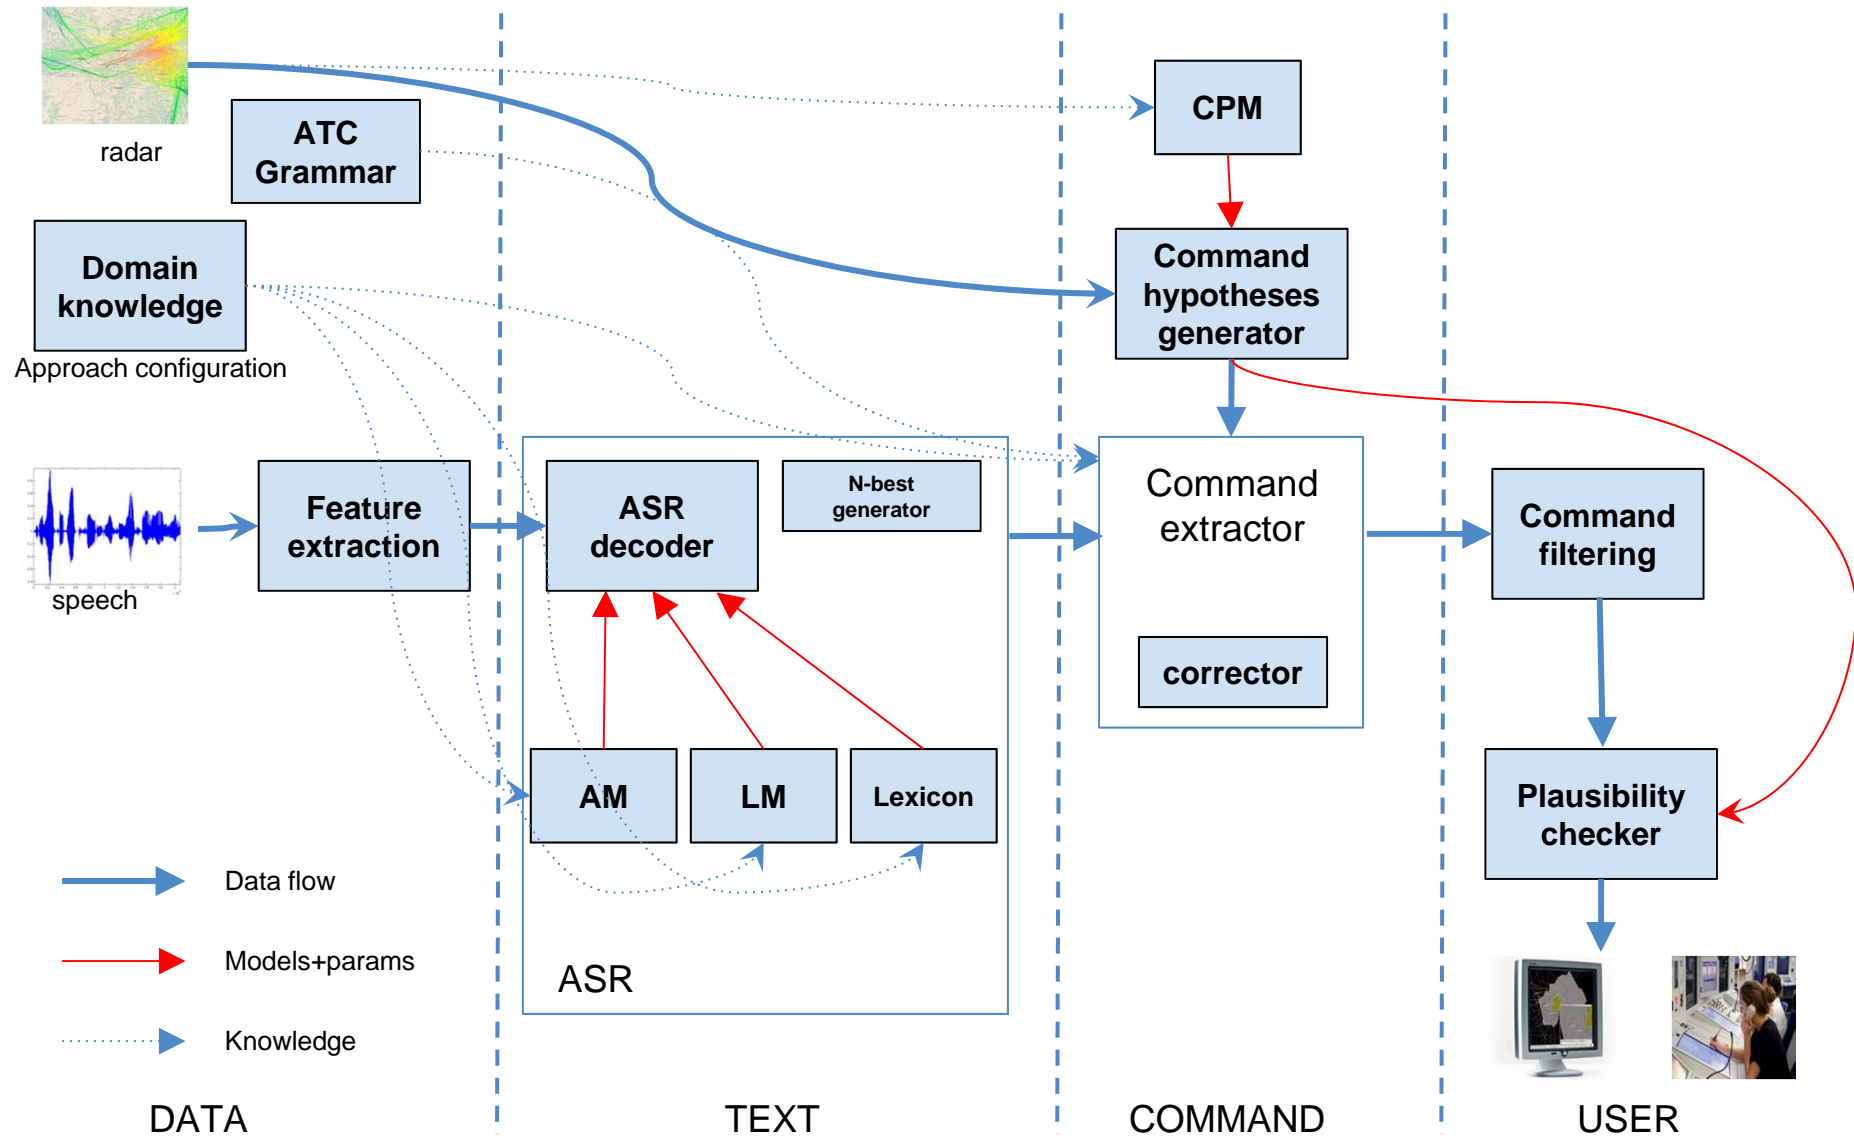 radar
ATC
Grammar
CPM
Domain
knowledge
Approach configuration
Command
hypotheses
generator
speech
Feature
extraction
ASR
decoder
N-best
generator
Command
extractor
corrector
Command
filtering
AM
LM
Lexicon
Plausibility
checker
ASR
Data flow
Models+params
Knowledge
DATA
TEXT
COMMAND
USER